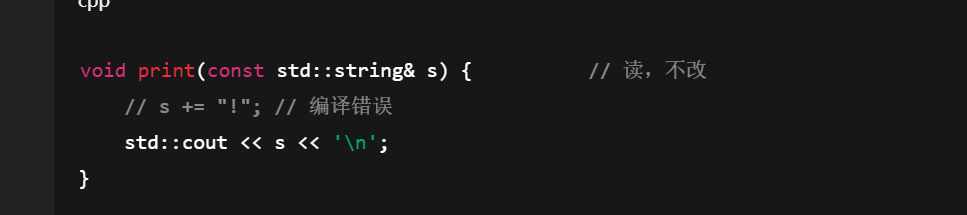 cpp
void print(const std::string& s) { // 读，不改
// s += "!"; // 编译错误
std::cout << s << '\n';
}